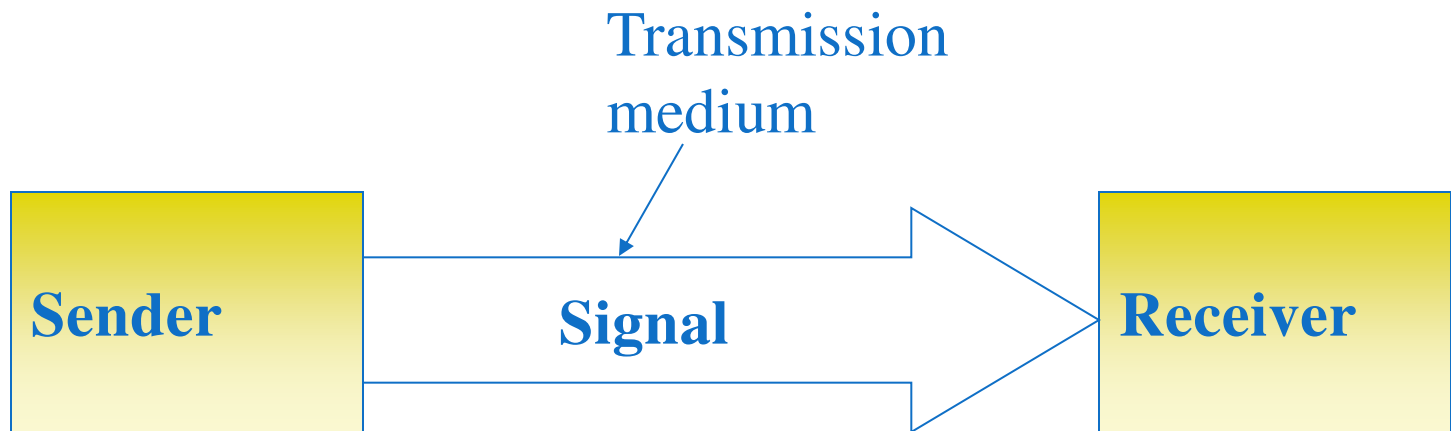 Transmission
medium
Sender
Signal
Receiver